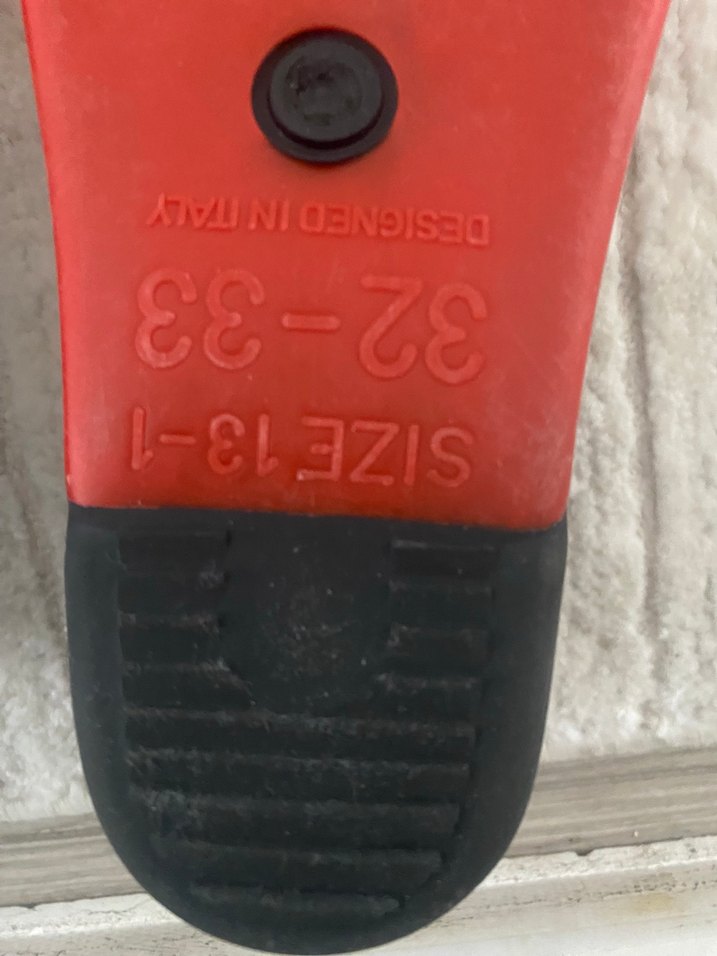 SIZE 13-1
32-33
DESIGNED IN ITALY